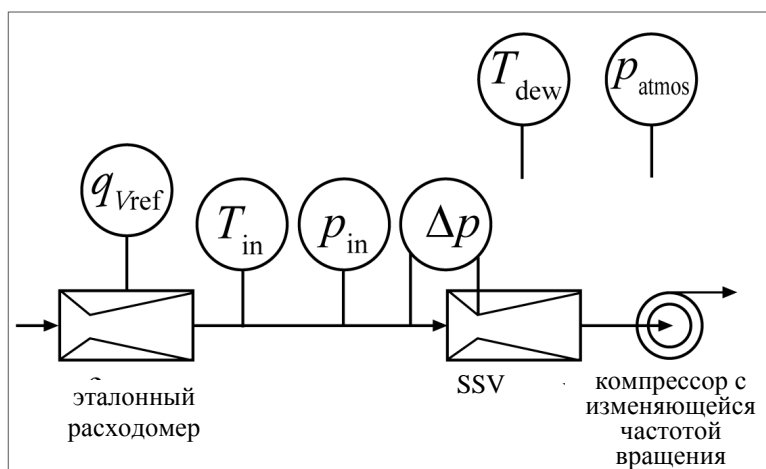 T dew
p atmos
q Vref
T in
p in
Δp
эталонный
расходомер
SSV
компрессор с
изменяющейся
частотой
вращения